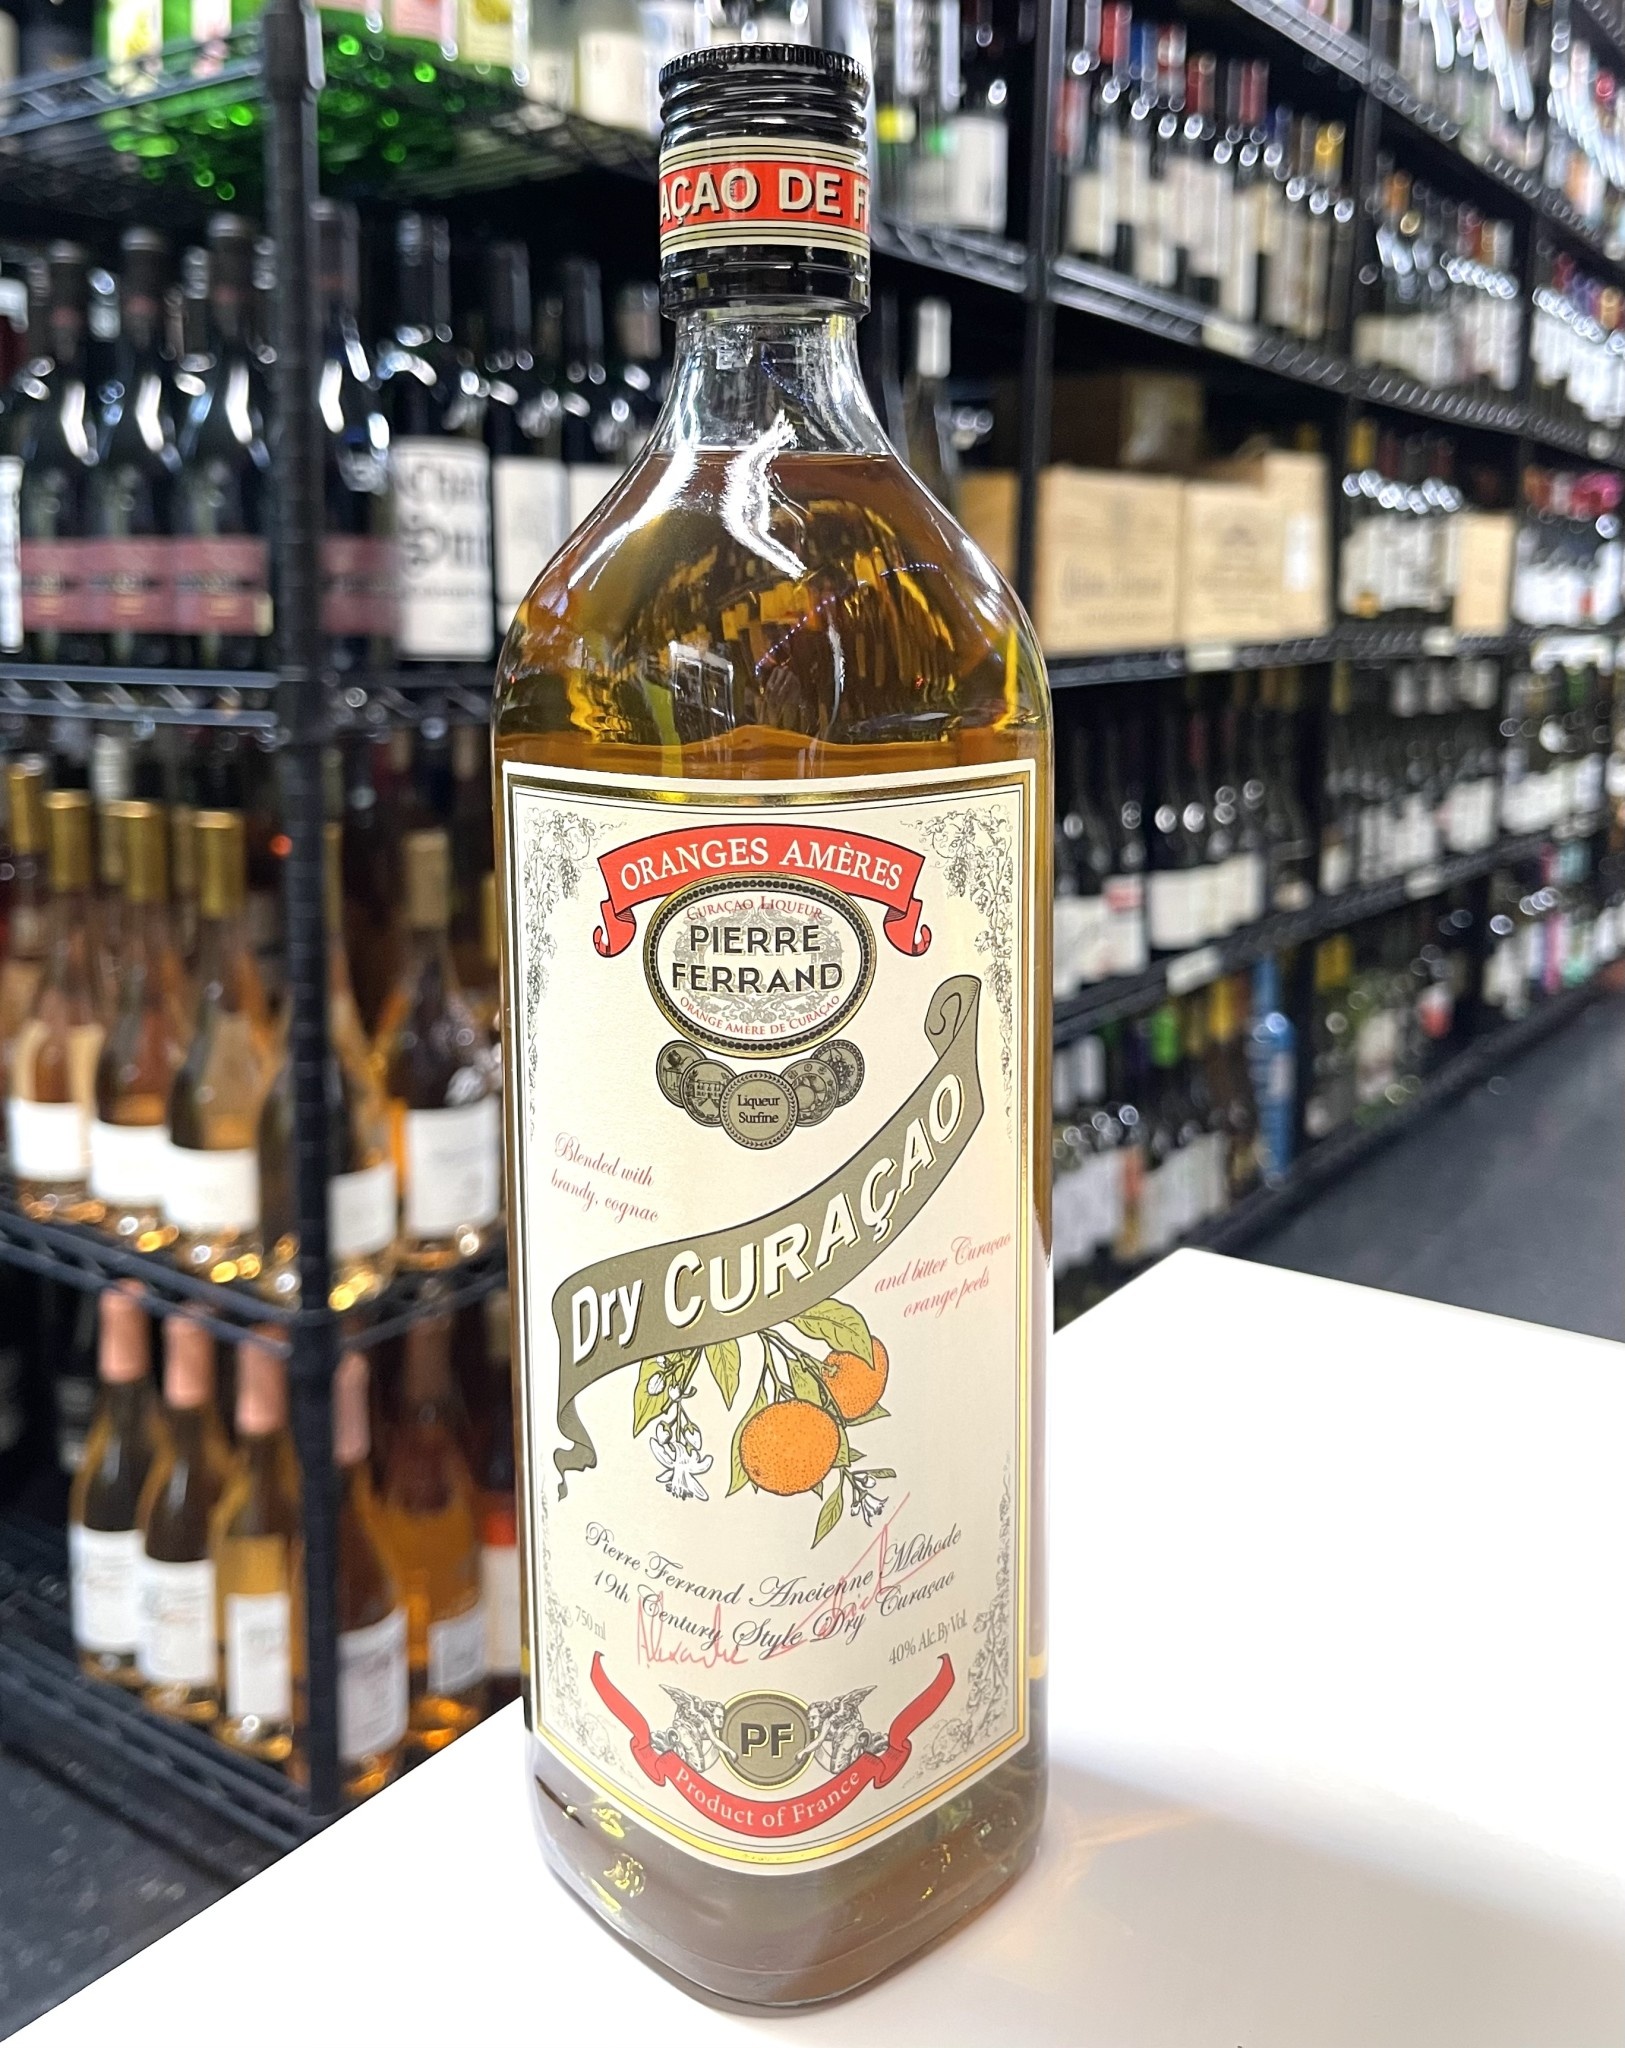 AÇAO DE F
ORANGES AMÈRES
CURAÇAO LIQUEUR
PIERRE
FERRAND
ORANGE AMÈRE DE CURAÇAO
Liqueur
Surfine
Blended with
brandy, cognac
Dry CURAÇAO
and bitter Curaçao
orange peels
Pierre Ferrand Ancienne Méthode
19th Century Style Dry Curaçao
750 ml
Alexandre
40% Alc.By Vol.
PF
Product of France